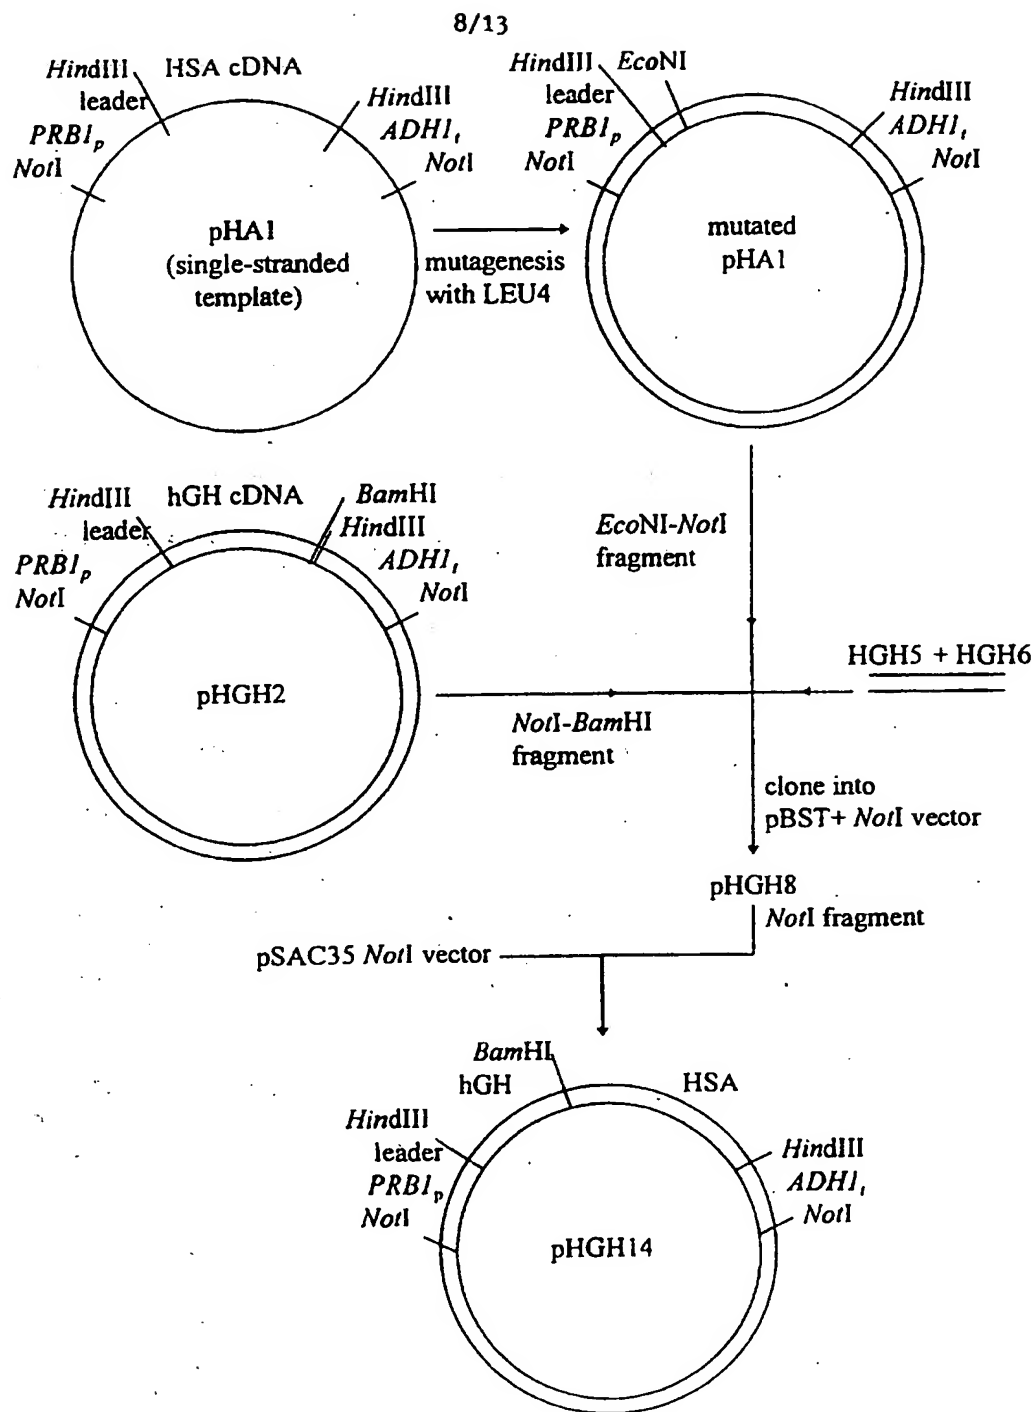 8/13
HindIII HSA cDNA
leader
PRB1p
NotI
HindIII
ADH1t
NotI
pHA1
(single-stranded
template)
mutagenesis
with LEU4
HindIII EcoNI
leader
PRB1p
NotI
HindIII
ADH1t
NotI
mutated
pHA1
HindIII hGH cDNA
leader
PRB1p
NotI
BamHI
HindIII
ADH1t
NotI
pHGH2
EcoNI-NotI
fragment
HGH5 + HGH6
NotI-BamHI
fragment
clone into
pBST+ NotI vector
pHGH8
NotI fragment
pSAC35 NotI vector
BamHI
hGH
HSA
HindIII
leader
PRB1p
NotI
HindIII
ADH1t
NotI
pHGH14